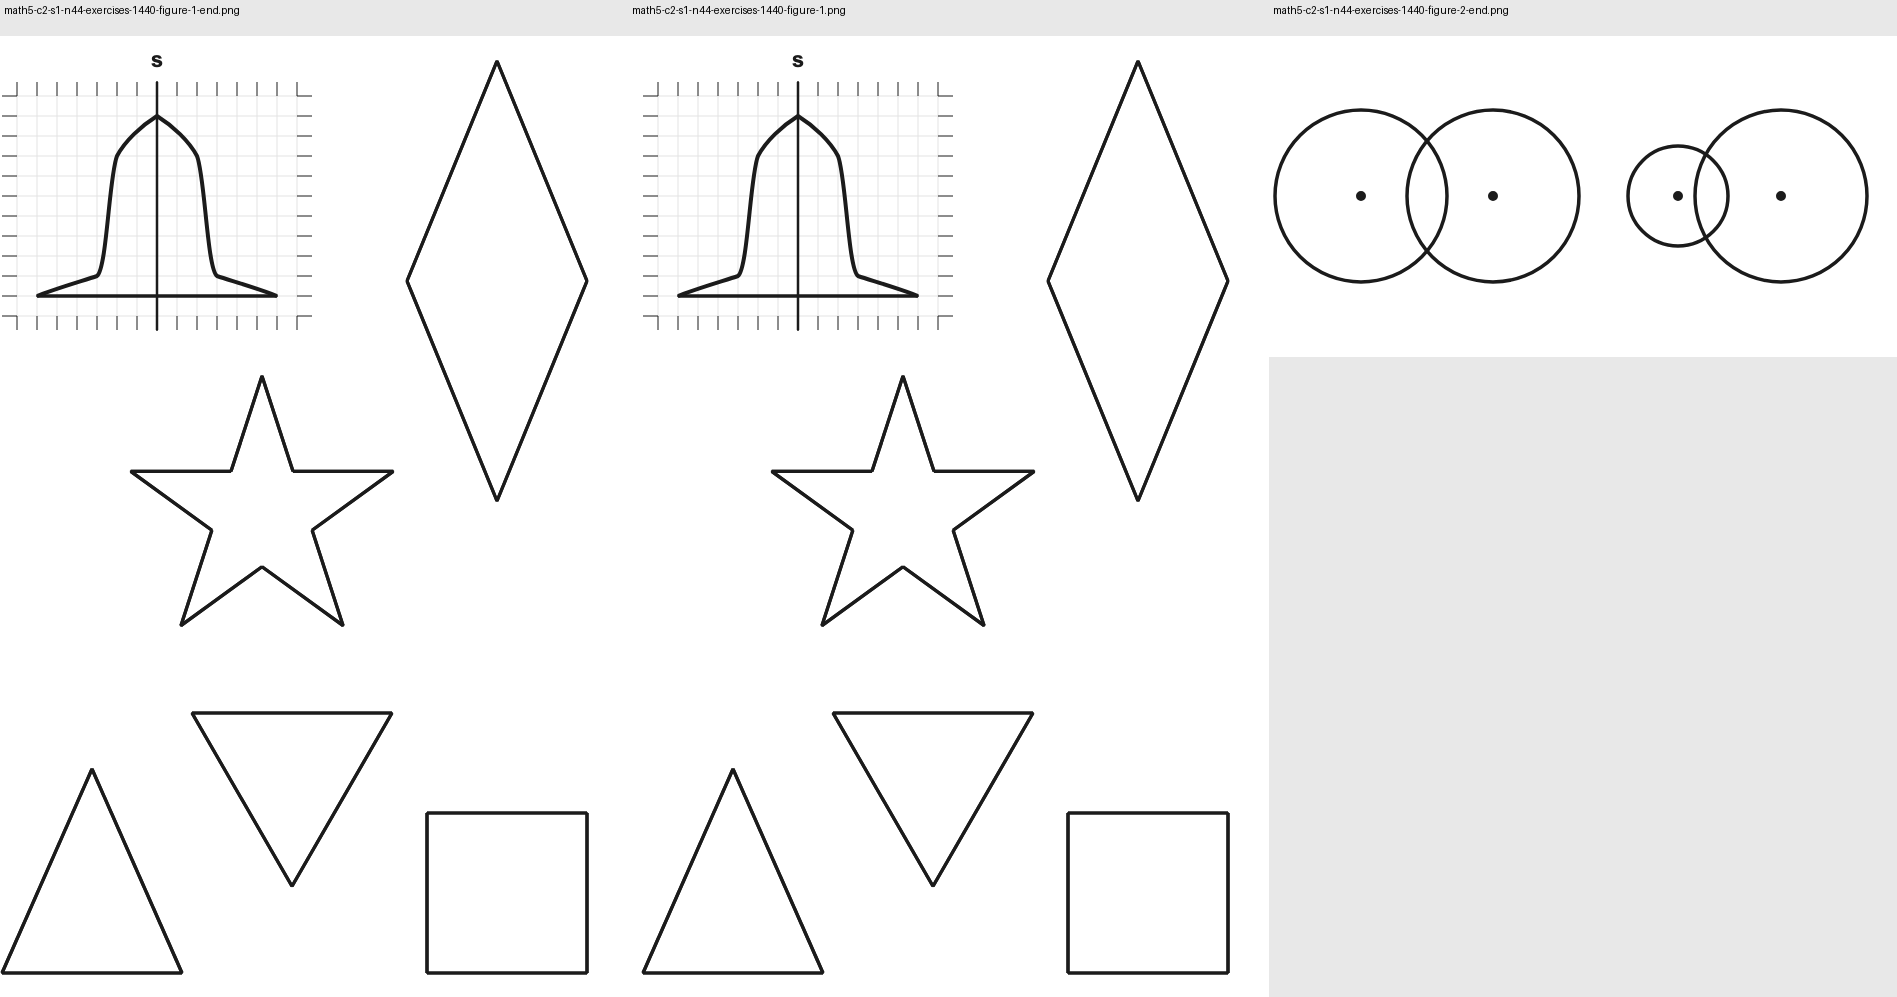 math5-c2-s1-n44-exercises-1440-figure-1-end.png
math5-c2-s1-n44-exercises-1440-figure-1.png
math5-c2-s1-n44-exercises-1440-figure-2-end.png
s
s